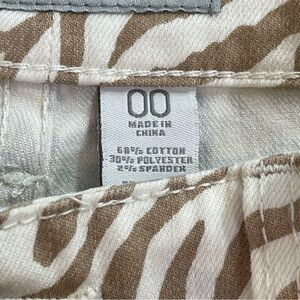 00
MADE IN
CHINA
68% COTTON
30% POLYESTER
2% SPANDEX